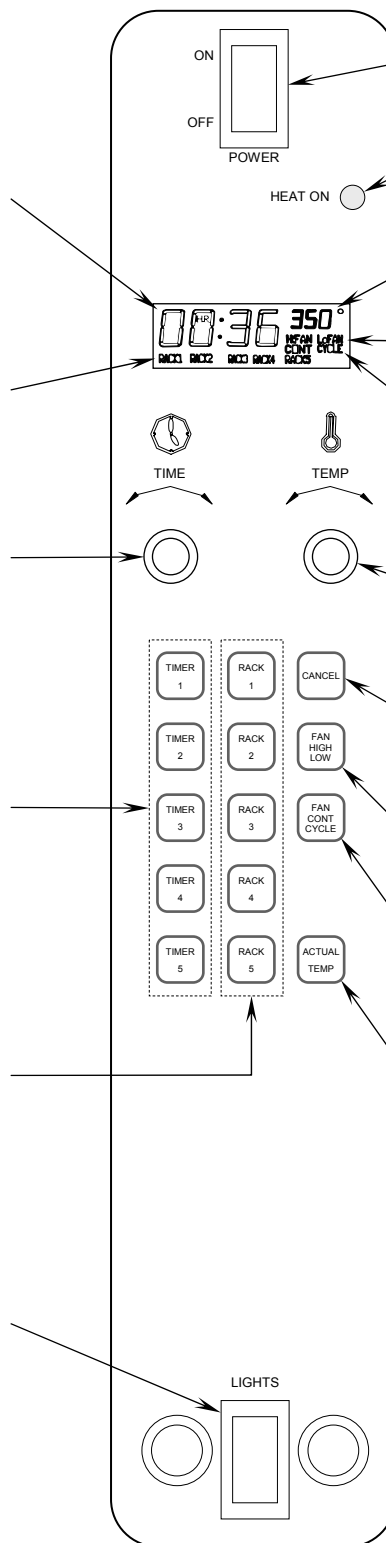 ON
OFF
POWER
HEAT ON
00:36 HR 350°
HIFAN LOFAN
CONT CYCLE
RACK1 RACK2 RACK3 RACK4 RACK5
TIME TEMP
TIMER 1 RACK 1 CANCEL
TIMER 2 RACK 2 FAN HIGH LOW
TIMER 3 RACK 3 FAN CONT CYCLE
TIMER 4 RACK 4
TIMER 5 RACK 5 ACTUAL TEMP
LIGHTS